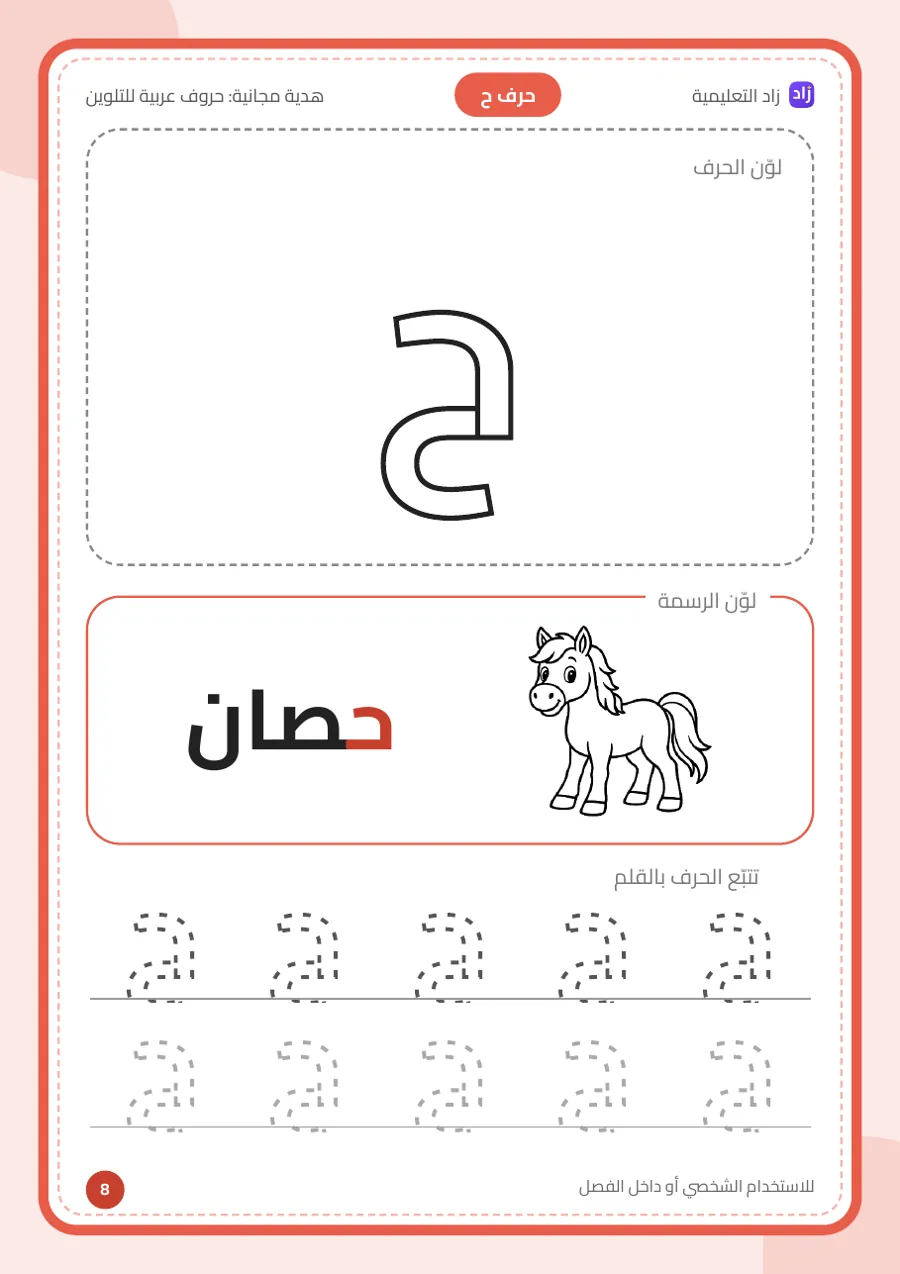 زاد زاد التعليمية
حرف ح
هدية مجانية: حروف عربية للتلوين
لوّن الحرف
ح
لوّن الرسمة
حصان
تتبّع الحرف بالقلم
ح ح ح ح ح
ح ح ح ح ح
للاستخدام الشخصي أو داخل الفصل
8